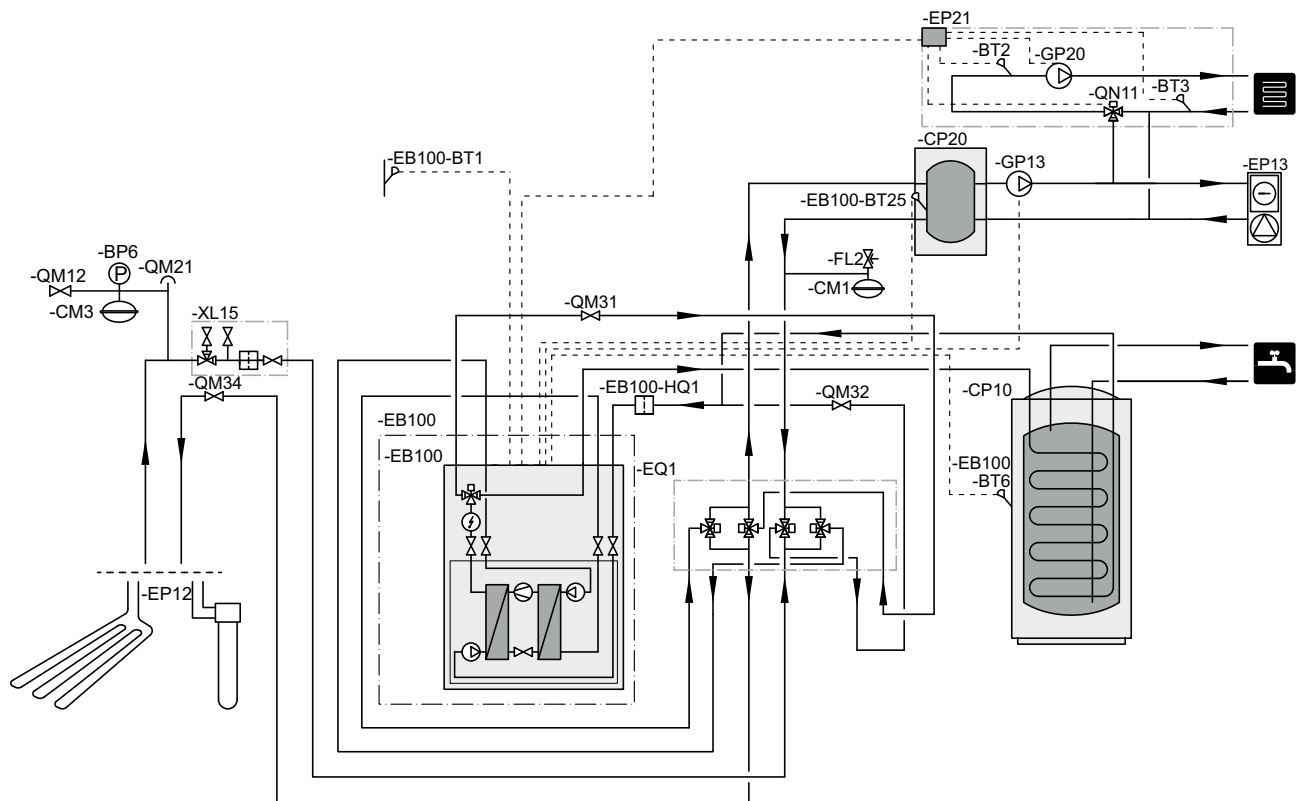 -EP21
-BT2
-GP20
-QN11
-BT3
-CP20
-GP13
-EP13
-EB100-BT1
-EB100-BT25
-BP6
P
-QM12
-QM21
-CM3
-FL2
-CM1
-XL15
-QM31
-QM34
-EB100-HQ1
-QM32
-CP10
-EB100
-EB100
-EQ1
-EB100
-BT6
-EP12